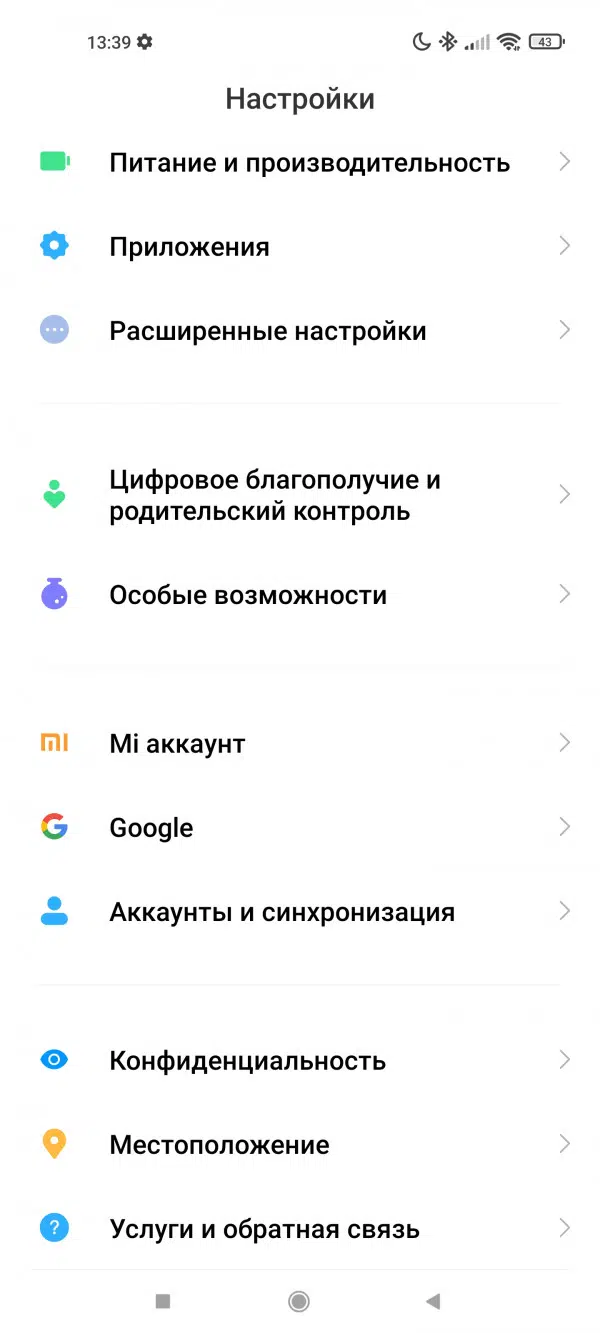 13:39
43
Настройки
Питание и производительность
Приложения
Расширенные настройки
Цифровое благополучие и
родительский контроль
Особые возможности
Mi аккаунт
Google
Аккаунты и синхронизация
Конфиденциальность
Местоположение
Услуги и обратная связь